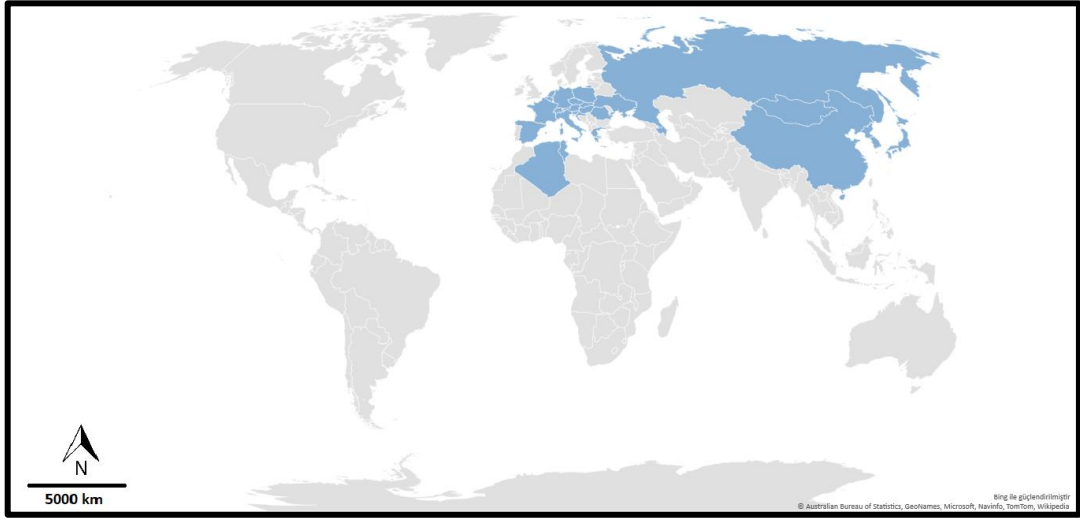 N
5000 km
Bing ile güçlendirilmiştir
© Australian Bureau of Statistics, GeoNames, Microsoft, Navinfo, TomTom, Wikipedia